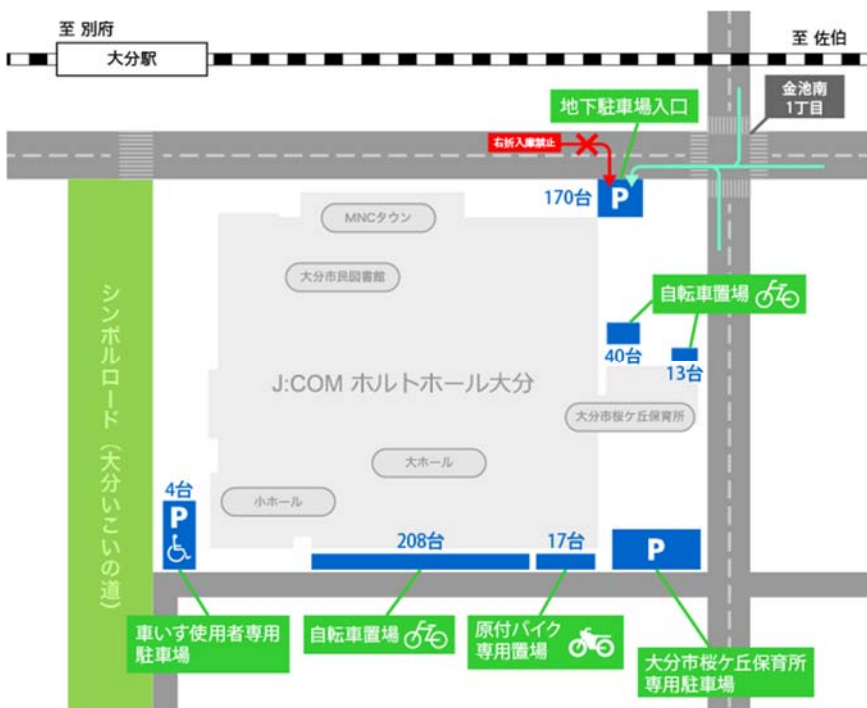 至 別府
大分駅
至 佐伯
金池南
1丁目
地下駐車場入口
右折入庫禁止
170台
P
MNCタウン
大分市民図書館
自転車置場
40台
13台
J:COM ホルトホール大分
大分市桜ケ丘保育所
シンボルロード（大分いこいの道）
大ホール
小ホール
4台
P
208台
17台
P
車いす使用者専用
駐車場
自転車置場
原付バイク
専用置場
大分市桜ケ丘保育所
専用駐車場